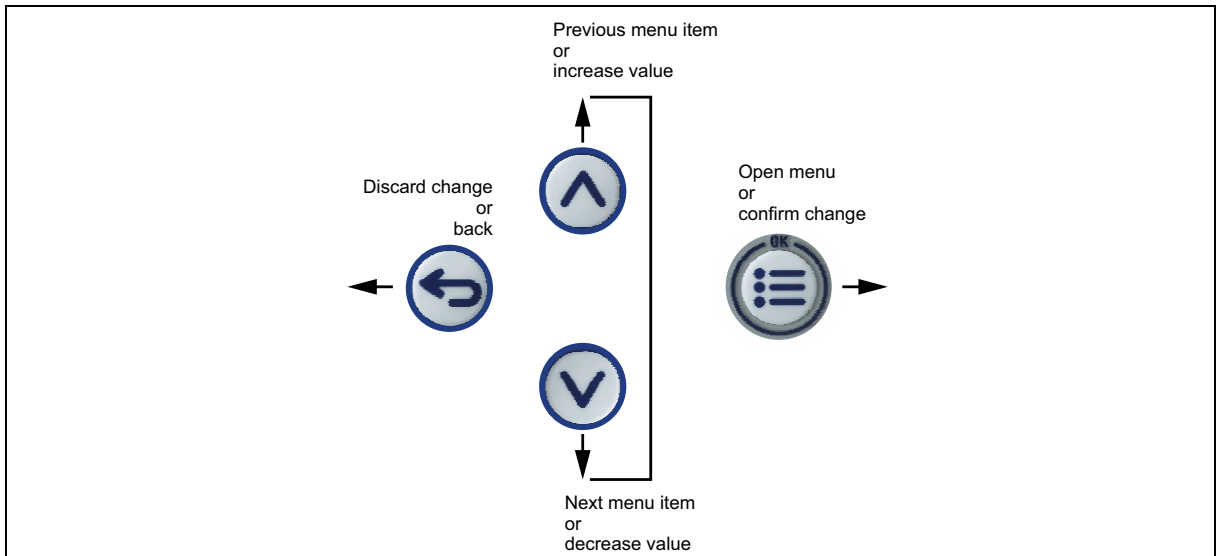 Previous menu item
or
increase value
Discard change
or
back
Open menu
or
confirm change
OK
Next menu item
or
decrease value